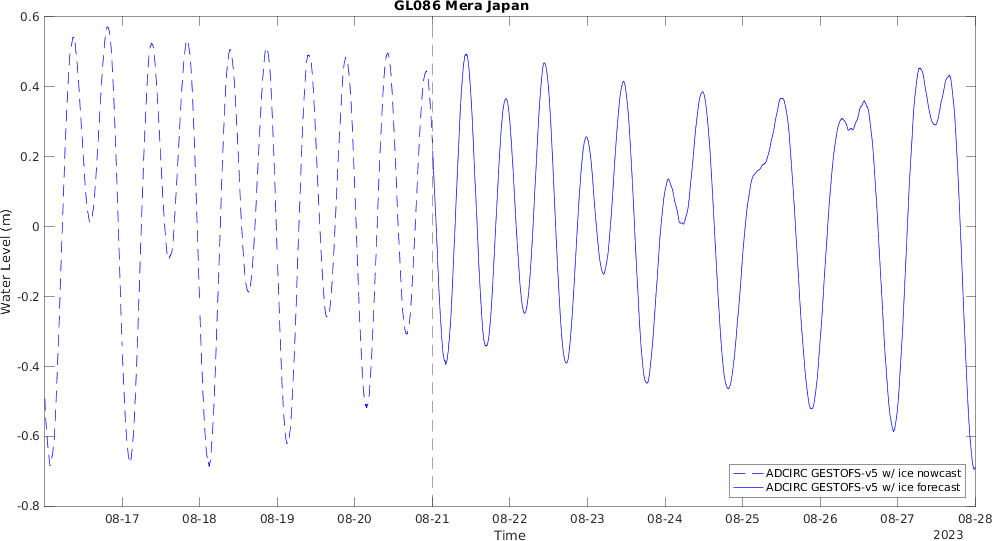 GL086 Mera Japan
0.6
0.4
0.2
0
-0.2
-0.4
-0.6
-0.8
Water Level (m)
ADCIRC GESTOFS-v5 w/ ice nowcast
ADCIRC GESTOFS-v5 w/ ice forecast
08-17 08-18 08-19 08-20 08-21 08-22 08-23 08-24 08-25 08-26 08-27 08-28
Time
2023